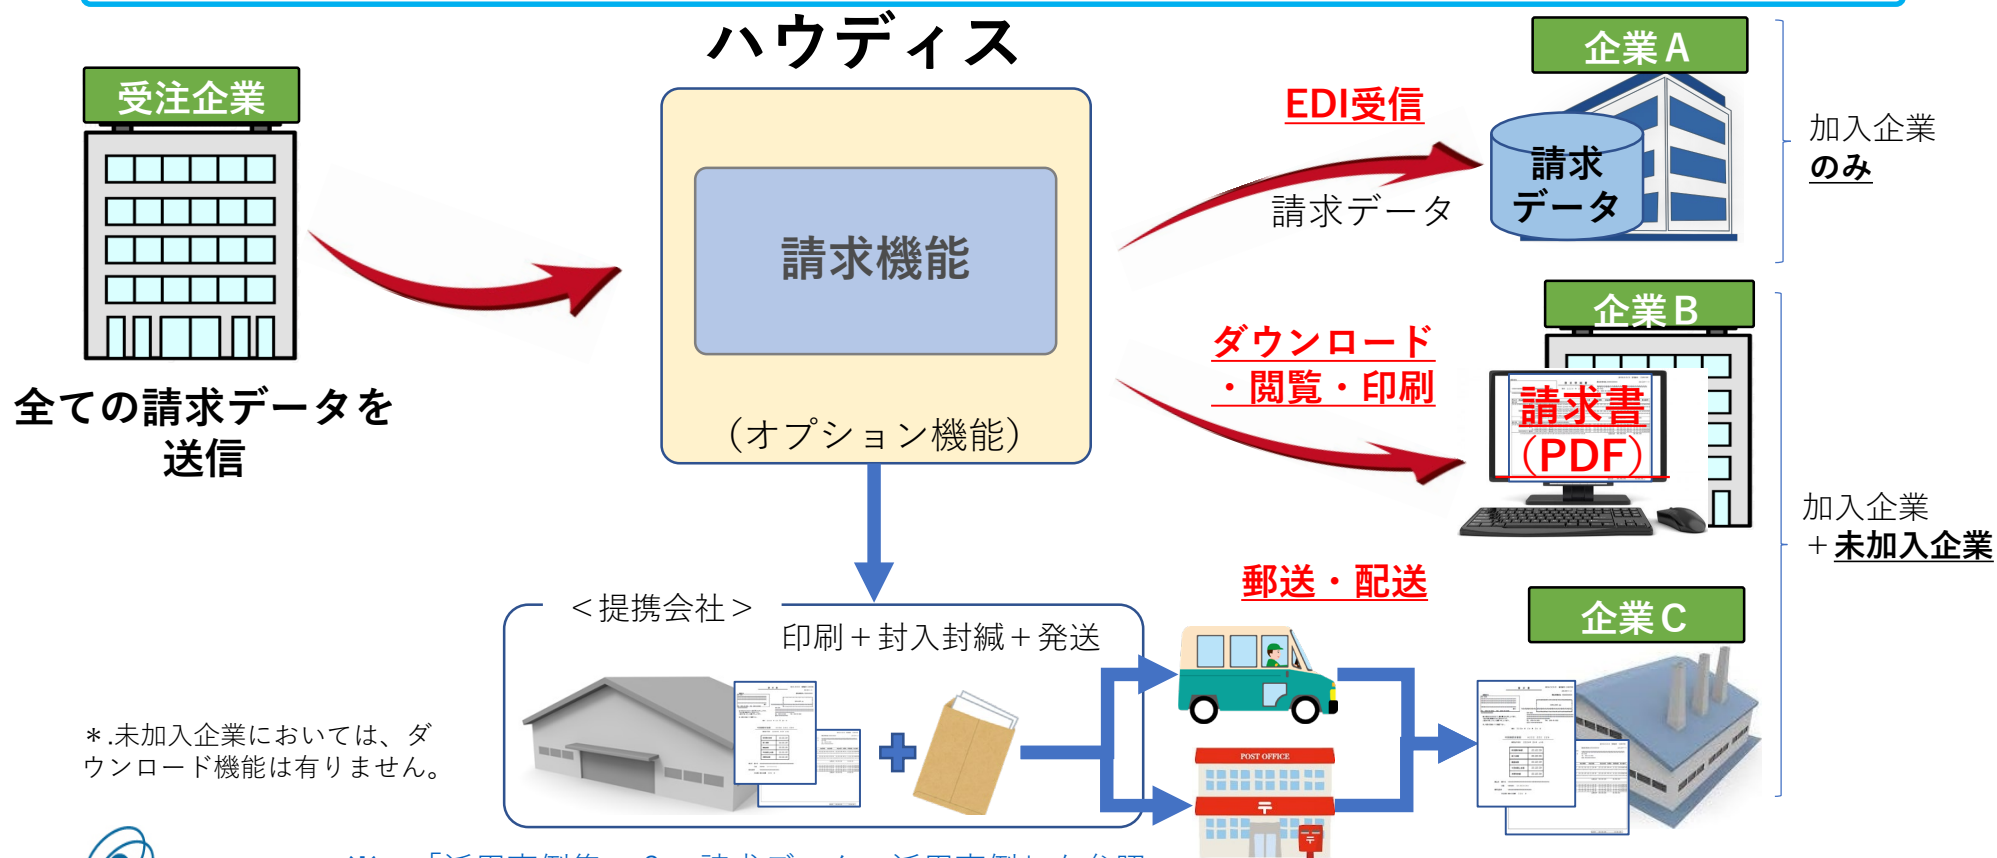 ハウディス
受注企業
全ての請求データを
送信
請求機能
（オプション機能）
EDI受信
請求データ
企業A
請求
データ
加入企業
のみ
ダウンロード
・閲覧・印刷
企業B
請求書
（PDF）
加入企業
＋未加入企業
＜提携会社＞
印刷＋封入封緘＋発送
郵送・配送
POST OFFICE
企業C
＊.未加入企業においては、ダ
ウンロード機能は有りません。